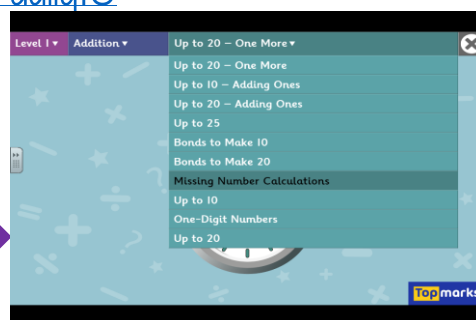 Level 1 Addition Up to 20 – One More
Up to 20 – One More
Up to 10 – Adding Ones
Up to 20 – Adding Ones
Up to 25
Bonds to Make 10
Bonds to Make 20
Missing Number Calculations
Up to 10
One-Digit Numbers
Up to 20
Topmarks